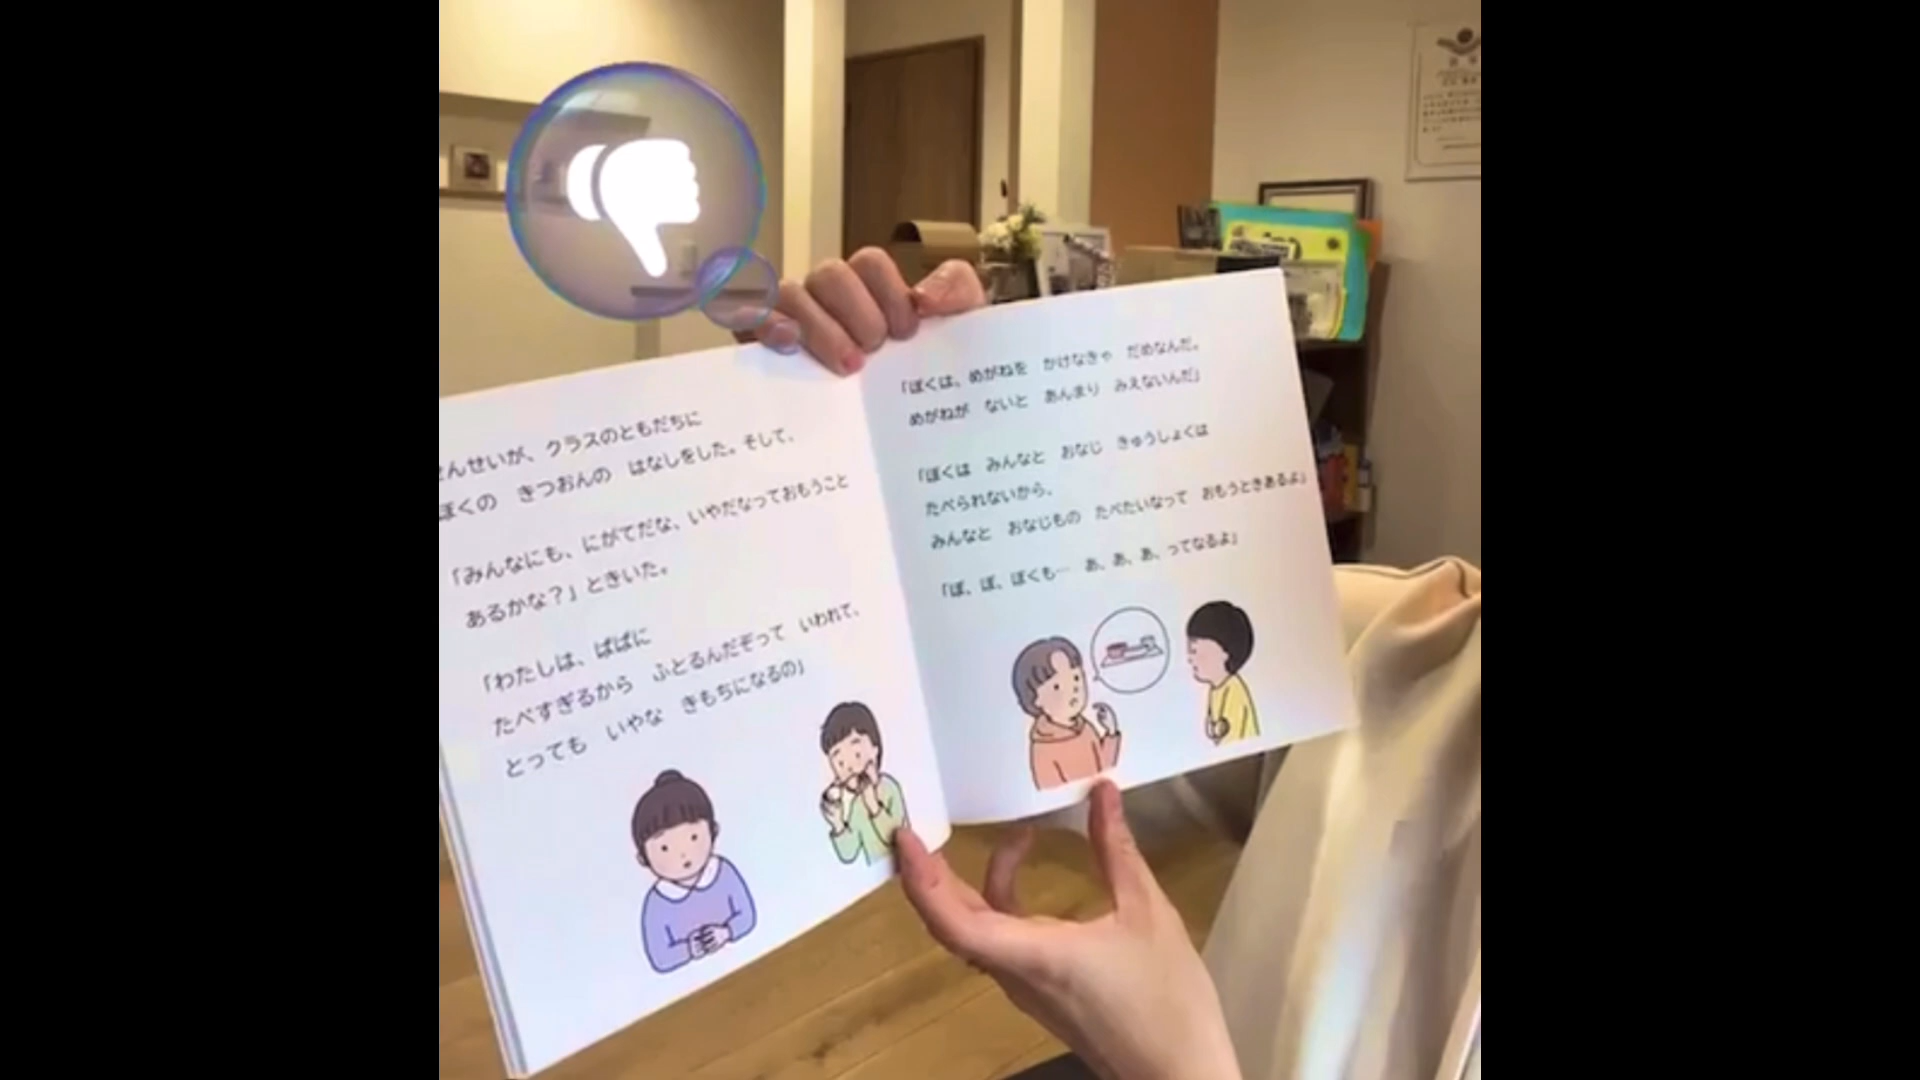 せんせいが、クラスのともだちに
ぼくの　きつおんの　はなしをした。そして、
「みんなにも、にがてだな、いやだなっておもうこと
あるかな？」ときいた。
「わたしは、ぱぱに
たべすぎるから　ふとるんだぞって　いわれて、
とっても　いやな　きもちになるの」
「ぼくは、めがねを　かけなきゃ　だめなんだ。
めがねが　ないと　あんまり　みえないんだ」
「ぼくは　みんなと　おなじ　きゅうしょくは
たべられないから、
みんなと　おなじもの　たべたいなって　おもうときあるよ」
「ぼ、ぼ、ぼくも…　あ、あ、あ、ってなるよ」